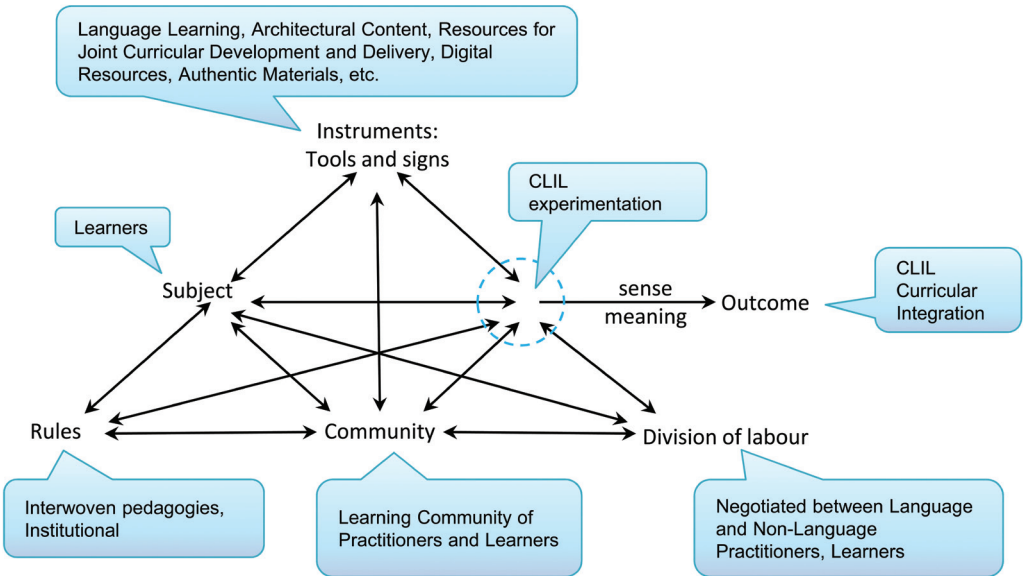 Language Learning, Architectural Content, Resources for
Joint Curricular Development and Delivery, Digital
Resources, Authentic Materials, etc.
Instruments:
Tools and signs
CLIL
experimentation
Learners
Subject
sense
meaning
Outcome
CLIL
Curricular
Integration
Rules
Community
Division of labour
Interwoven pedagogies,
Institutional
Learning Community of
Practitioners and Learners
Negotiated between Language
and Non-Language
Practitioners, Learners